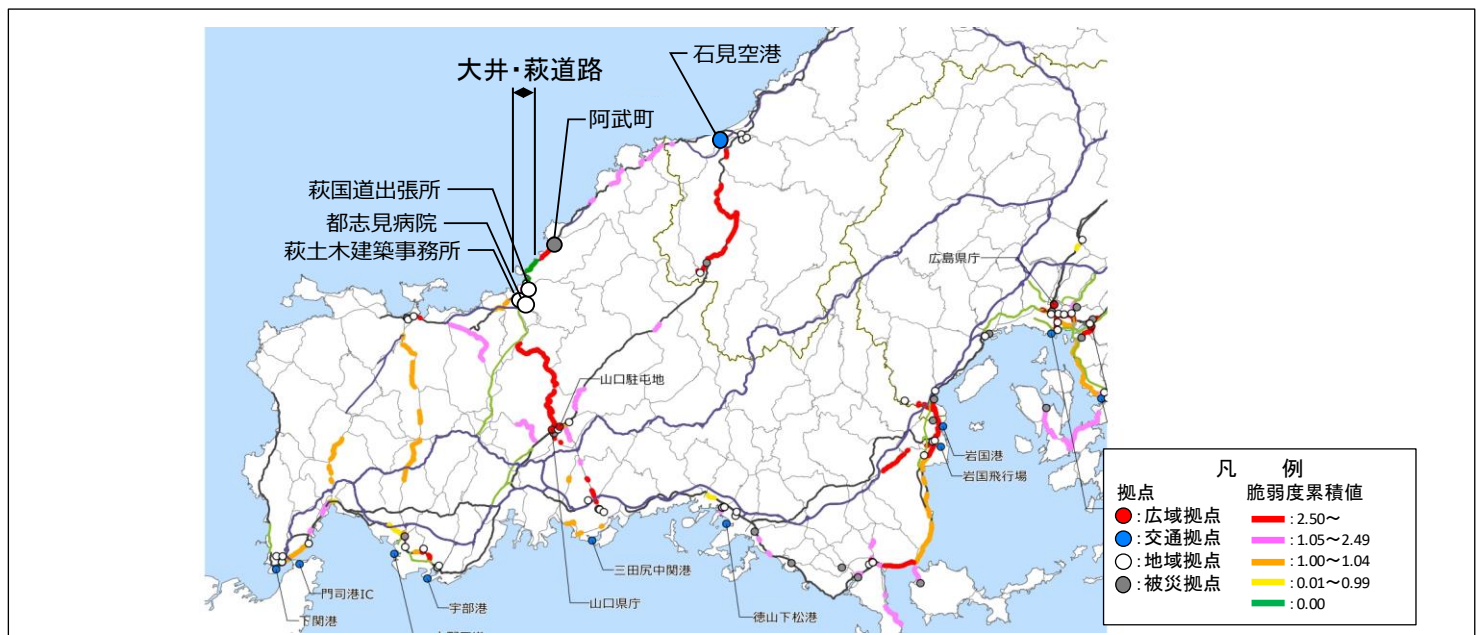 石見空港
大井・萩道路
阿武町
萩国道出張所
都志見病院
萩土木建築事務所
広島県庁
山口駐屯地
岩国港
岩国飛行場
三田尻中関港
門司港IC
宇部港
山口県庁
徳山下松港
下関港
凡 例
拠点 脆弱度累積値
:広域拠点 :2.50～
:交通拠点 :1.05～2.49
:地域拠点 :1.00～1.04
:被災拠点 :0.01～0.99
:0.00